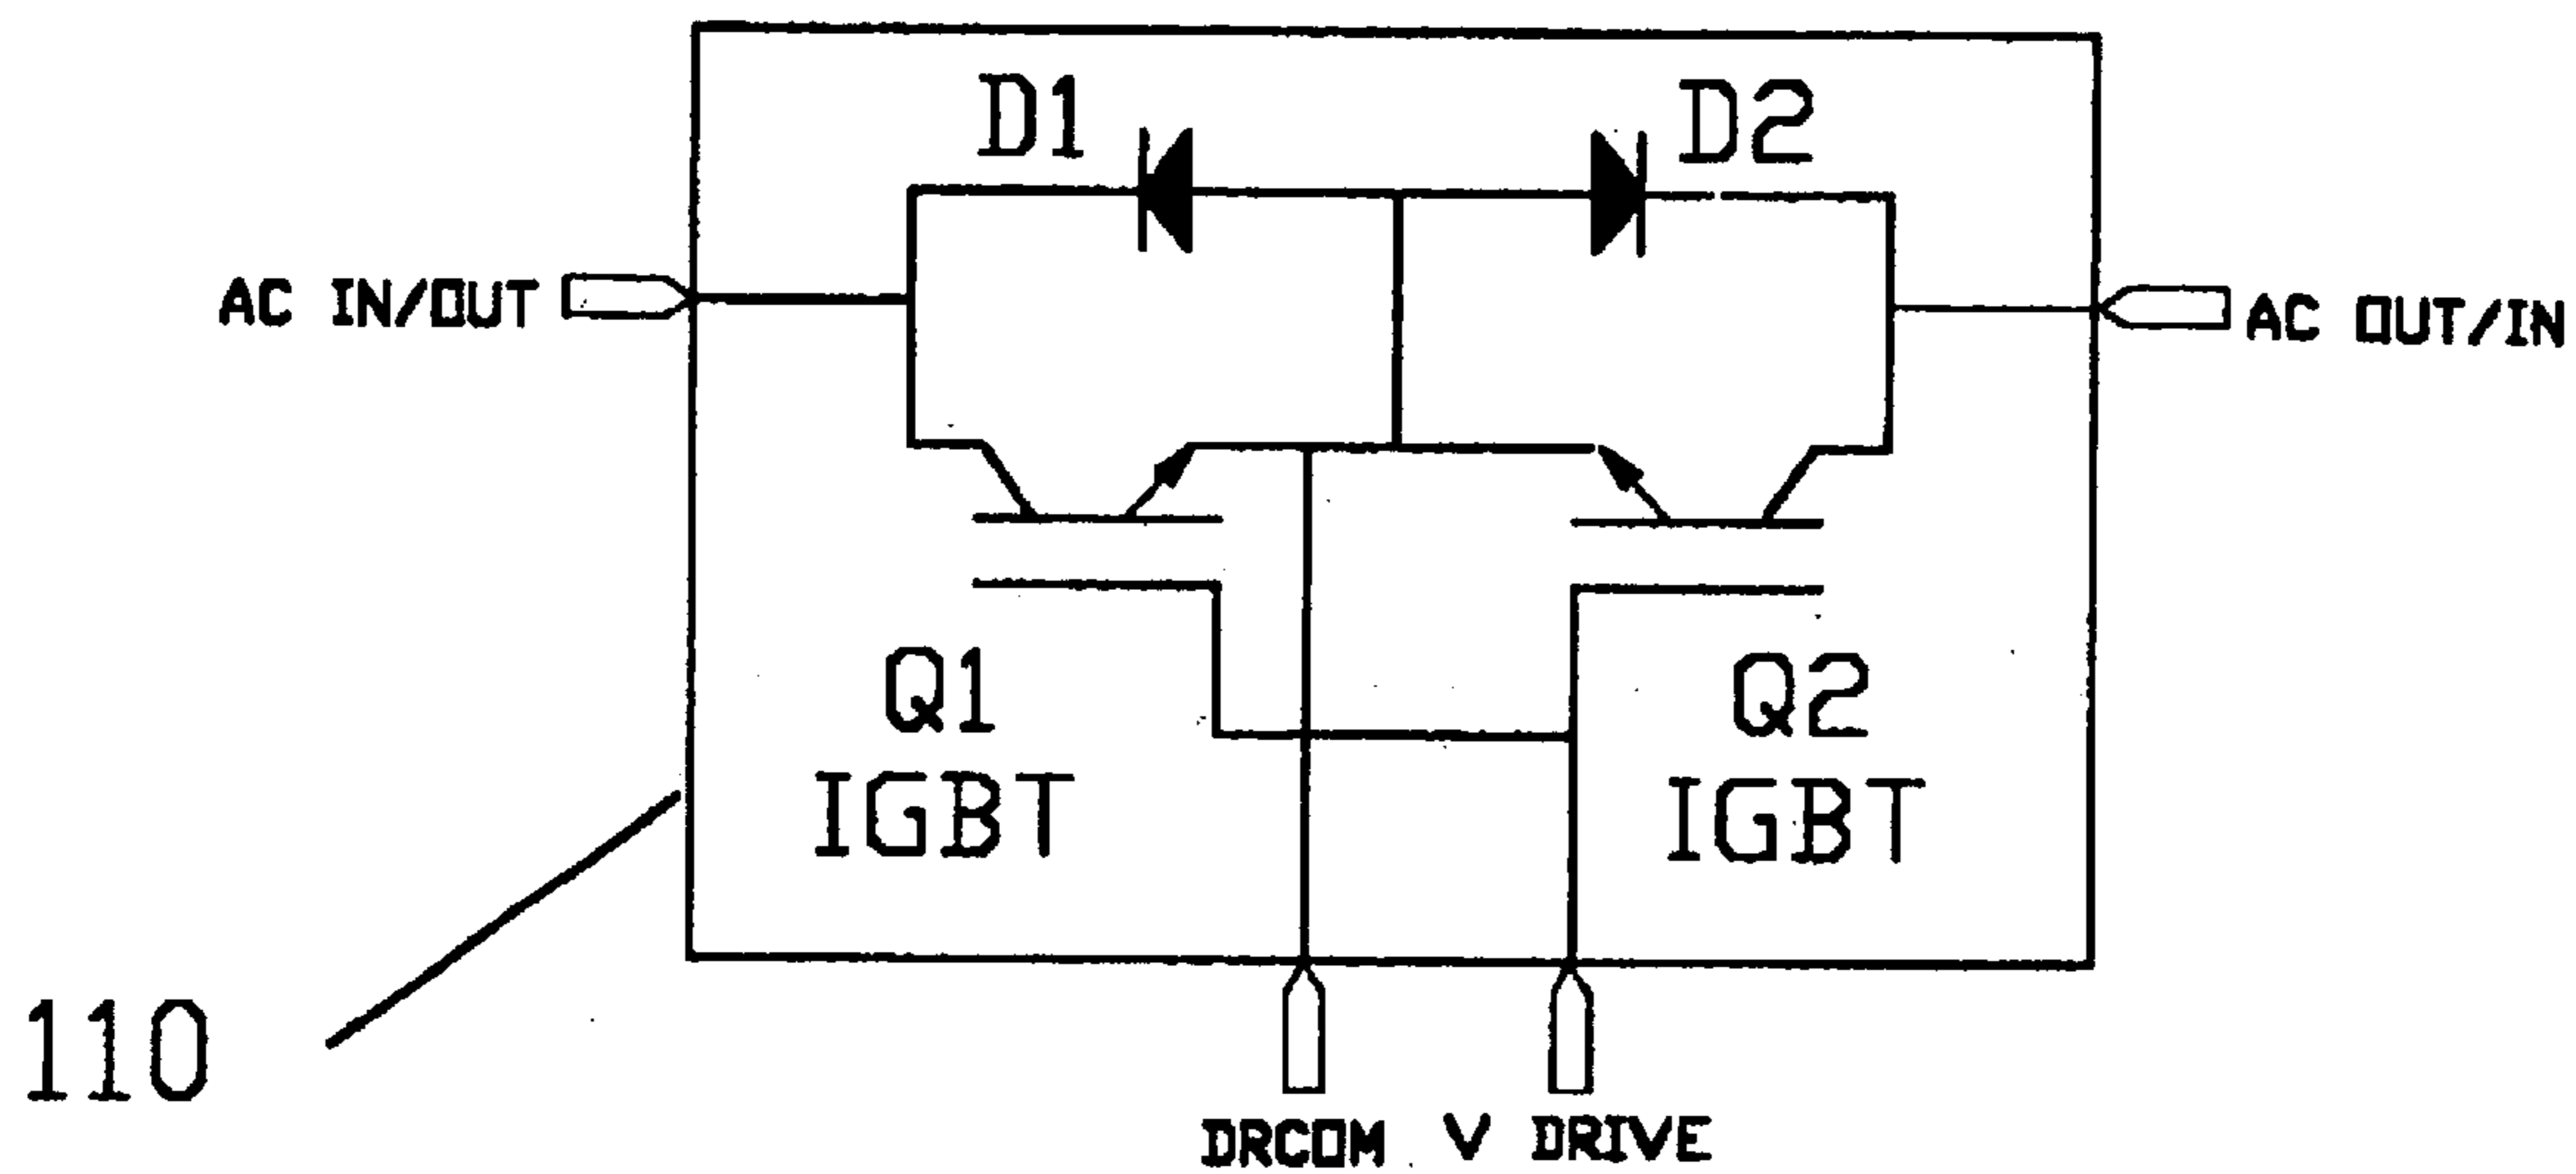 D1
D2
AC IN/OUT
AC OUT/IN
Q1
IGBT
Q2
IGBT
110
DRCOM
V DRIVE